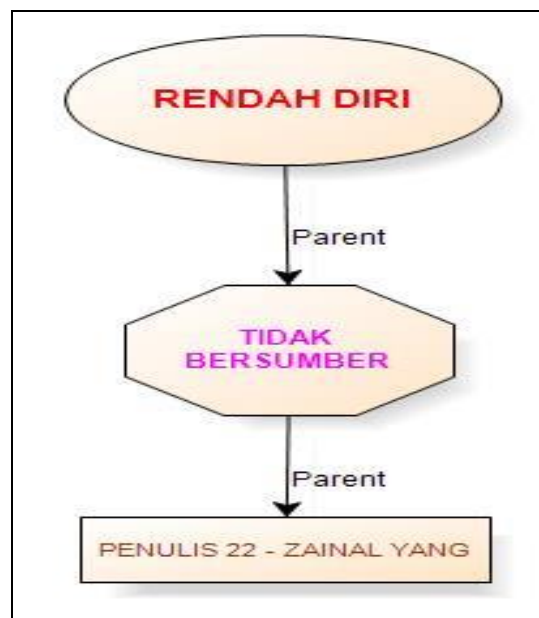 RENDAH DIRI
Parent
TIDAK
BERSUMBER
Parent
PENULIS 22 - ZAINAL YANG